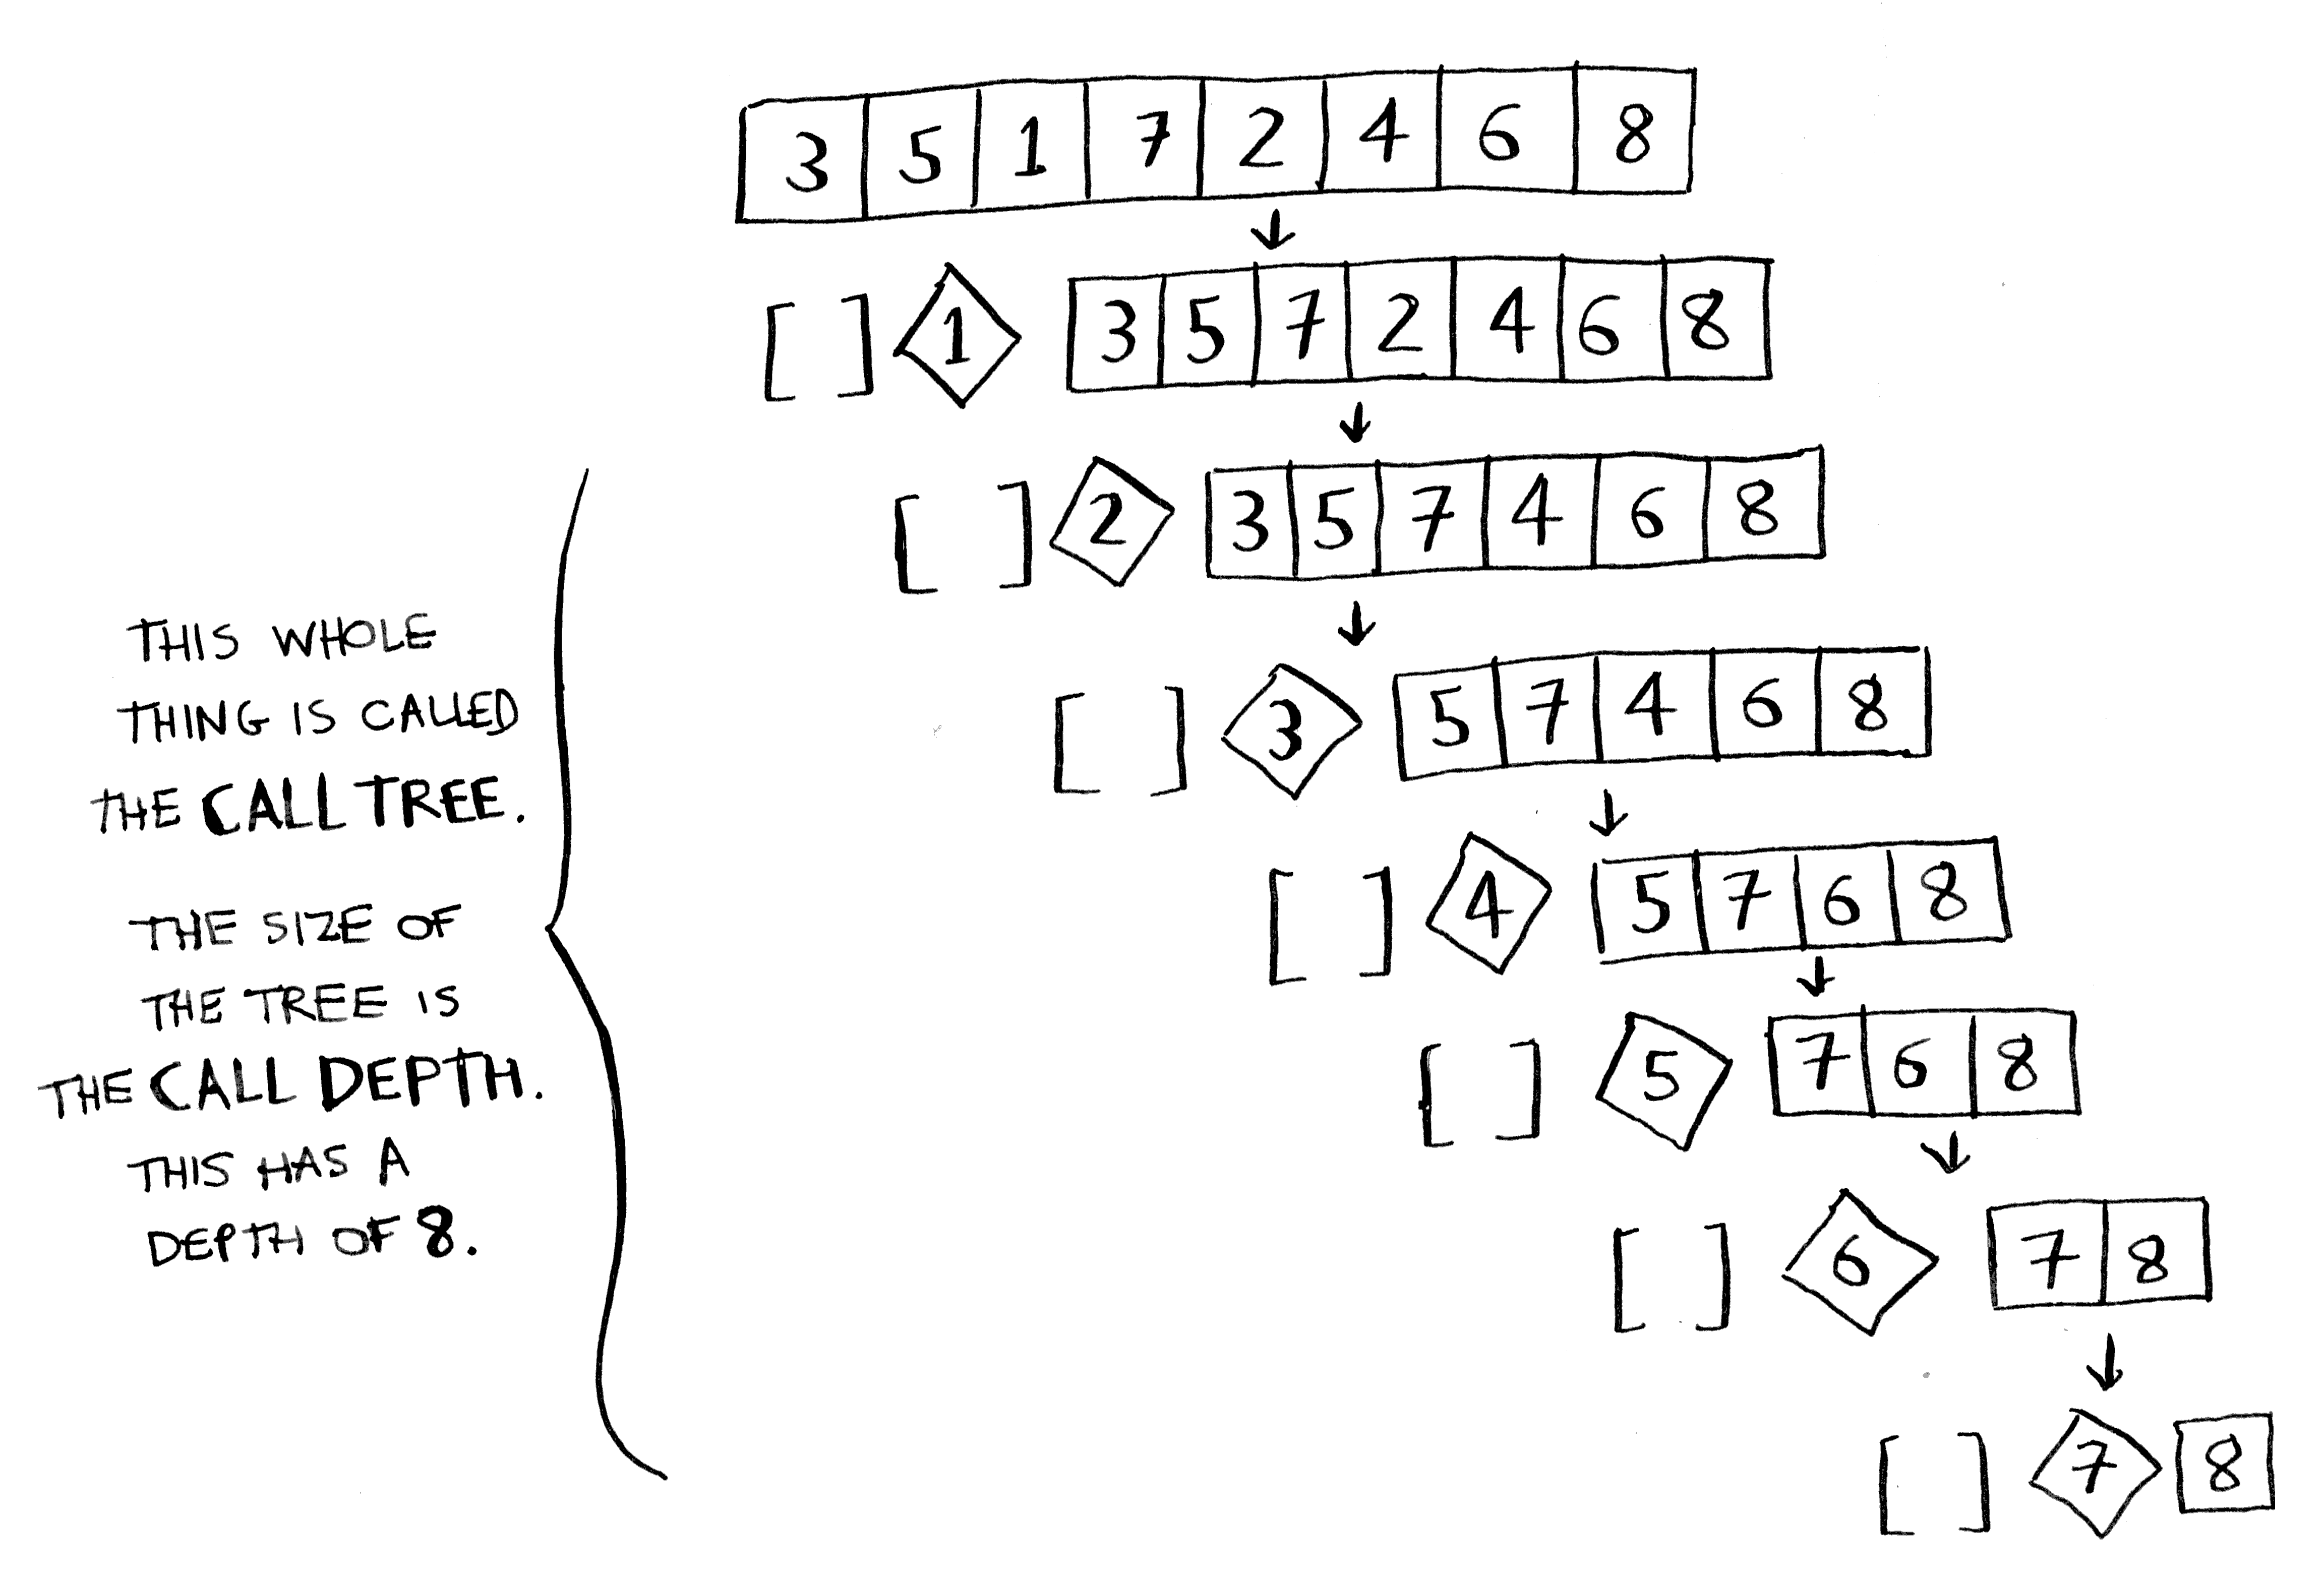 3 5 1 7 2 4 6 8
[ ] 1 3 5 7 2 4 6 8
[ ] 2 3 5 7 4 6 8
[ ] 3 5 7 4 6 8
[ ] 4 5 7 6 8
[ ] 5 7 6 8
[ ] 6 7 8
[ ] 7 8
THIS WHOLE
THING IS CALLED
THE CALL TREE.
THE SIZE OF
THE TREE IS
THE CALL DEPTH.
THIS HAS A
DEPTH OF 8.